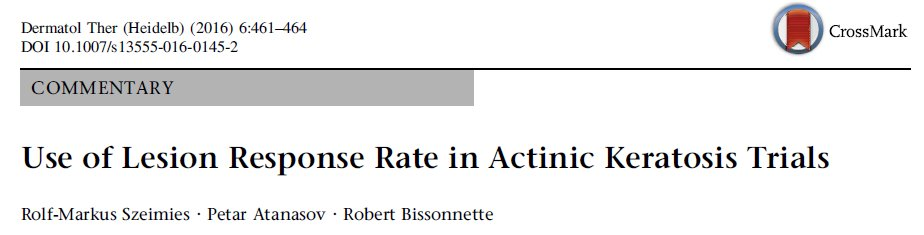 Dermatol Ther (Heidelb) (2016) 6:461–464
DOI 10.1007/s13555-016-0145-2
CrossMark
COMMENTARY
Use of Lesion Response Rate in Actinic Keratosis Trials
Rolf-Markus Szeimies · Petar Atanasov · Robert Bissonnette